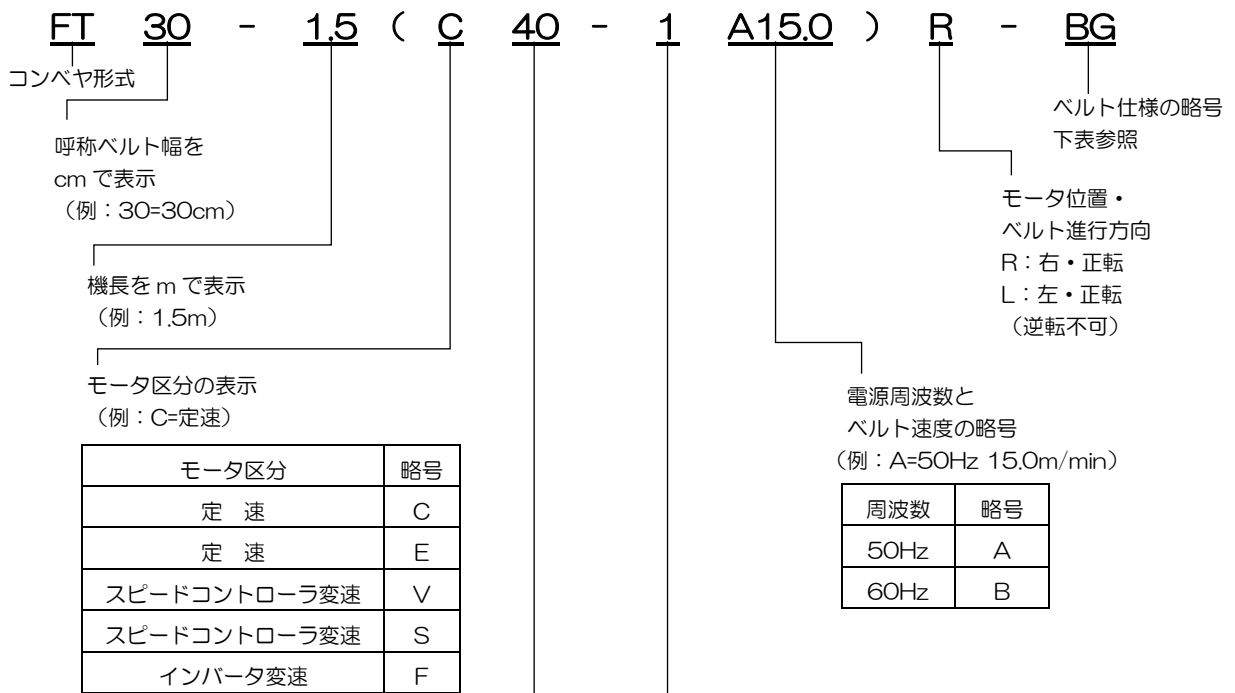 FT 30 - 1.5 ( C 40 - 1 A15.0 ) R - BG
コンベヤ形式
呼称ベルト幅を
cm で表示
（例：30=30cm）
機長を m で表示
（例：1.5m）
モータ区分の表示
（例：C=定速）
モータ区分 略号
定 速 C
定 速 E
スピードコントローラ変速 V
スピードコントローラ変速 S
インバータ変速 F
ベルト仕様の略号
下表参照
モータ位置・
ベルト進行方向
R：右・正転
L：左・正転
（逆転不可）
電源周波数と
ベルト速度の略号
（例：A=50Hz 15.0m/min）
周波数 略号
50Hz A
60Hz B